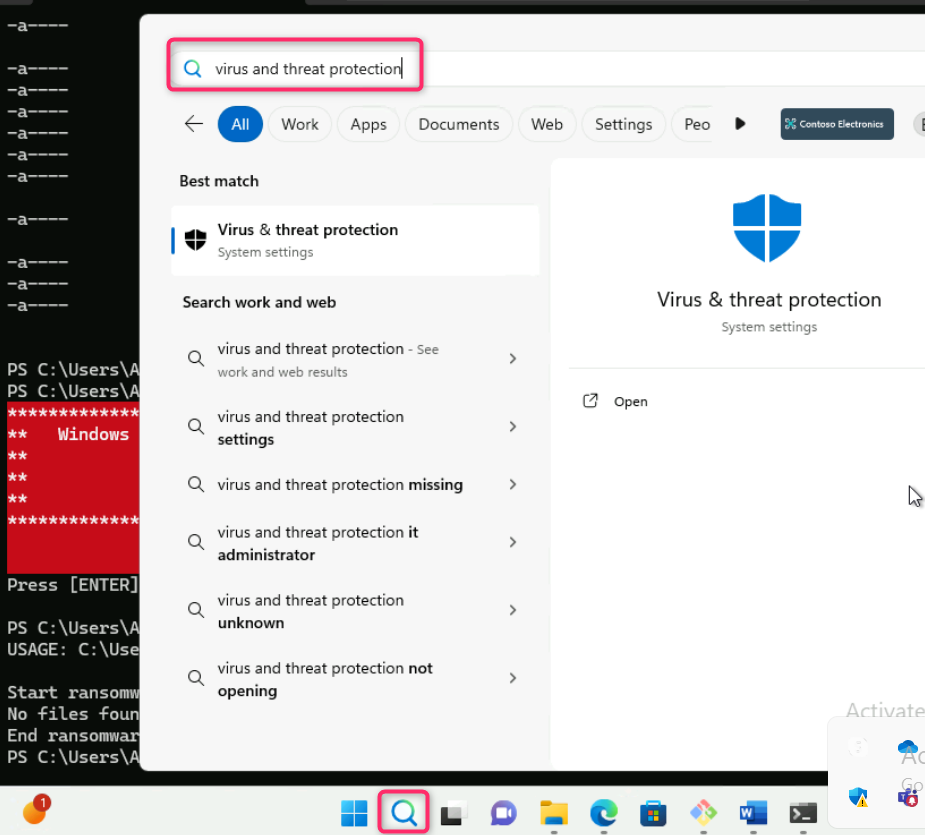 -a----
-a----
-a----
-a----
-a----
-a----
-a----
-a----
-a----
-a----
-a----
PS C:\Users\A
PS C:\Users\A
*************
**   Windows
**
**
**
*************
Press [ENTER]
PS C:\Users\A
USAGE: C:\Use
Start ransomw
No files foun
End ransomwar
PS C:\Users\A
virus and threat protection
All Work Apps Documents Web Settings Peo
Contoso Electronics
Best match
Virus & threat protection
System settings
Search work and web
virus and threat protection - See
work and web results
virus and threat protection
settings
virus and threat protection missing
virus and threat protection it
administrator
virus and threat protection
unknown
virus and threat protection not
opening
Virus & threat protection
System settings
Open
Activate
Ac
Go
1
W